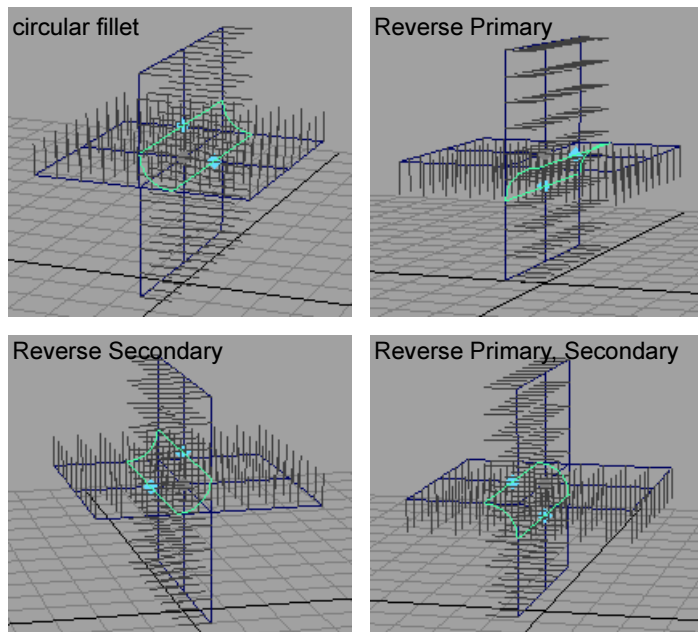 circular fillet
Reverse Primary
Reverse Secondary
Reverse Primary, Secondary